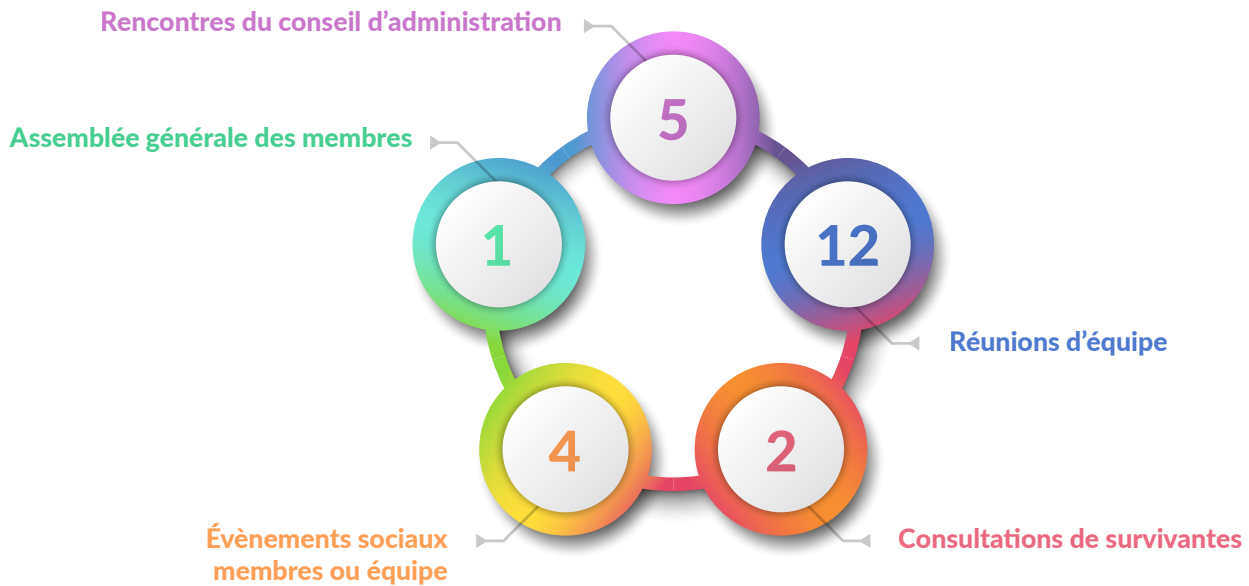 Rencontres du conseil d’administration
5
Assemblée générale des membres
1
12
Réunions d’équipe
4
2
Évènements sociaux
membres ou équipe
Consultations de survivantes